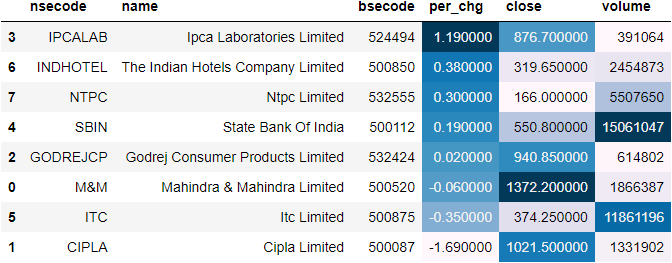 nsecode name bsecode per_chg close volume
3 IPCALAB Ipca Laboratories Limited 524494 1.190000 876.700000 391064
6 INDHOTEL The Indian Hotels Company Limited 500850 0.380000 319.650000 2454873
7 NTPC Ntpc Limited 532555 0.300000 166.000000 5507650
4 SBIN State Bank Of India 500112 0.190000 550.800000 15061047
2 GODREJCP Godrej Consumer Products Limited 532424 0.020000 940.850000 614802
0 M&M Mahindra & Mahindra Limited 500520 -0.060000 1372.200000 1866387
5 ITC Itc Limited 500875 -0.350000 374.250000 11861196
1 CIPLA Cipla Limited 500087 -1.690000 1021.500000 1331902